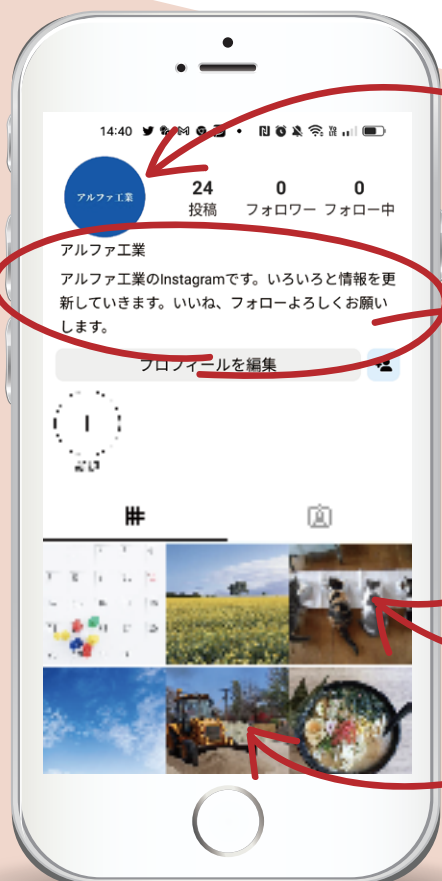 14:40
アルファ工業
24 0 0
投稿 フォロワー フォロー中
アルファ工業
アルファ工業のInstagramです。いろいろと情報を更
新していきます。いいね、フォローよろしくお願い
します。
プロフィールを編集